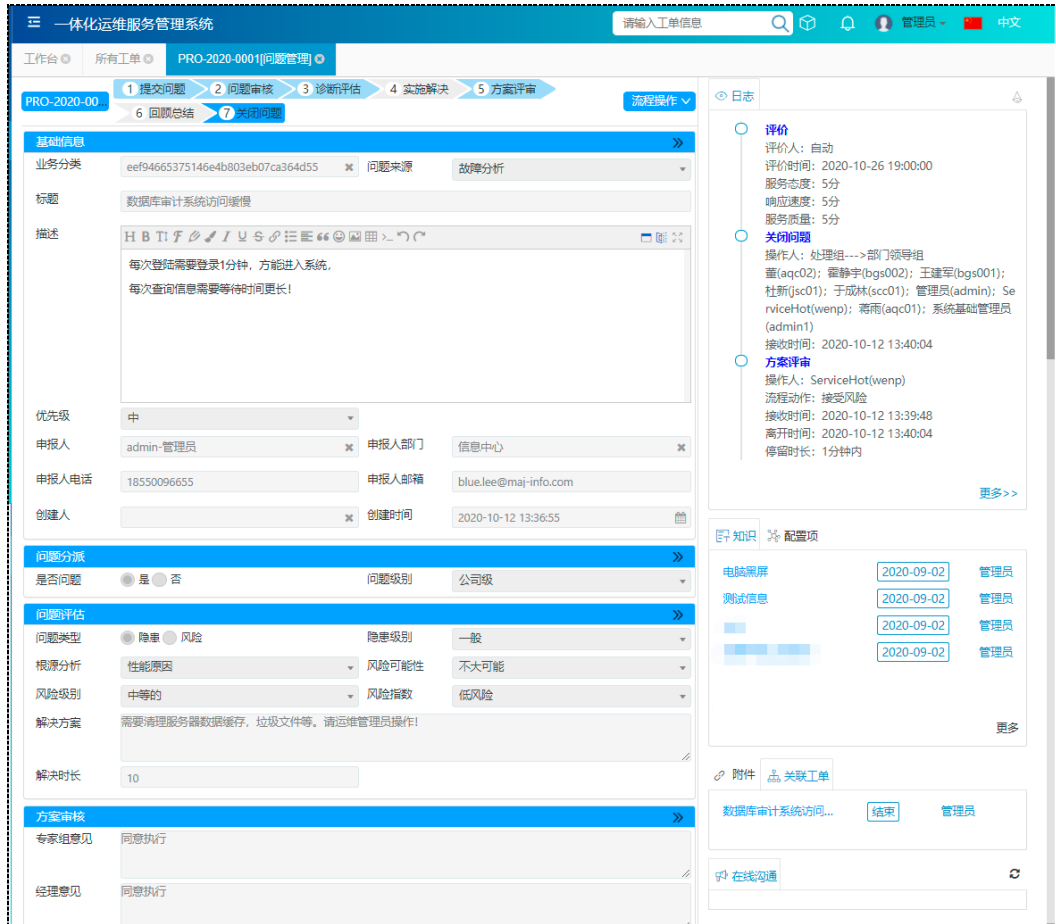 一体化运维服务管理系统
请输入工单信息
管理员
中文
工作台
所有工单
PRO-2020-0001[问题管理]
PRO-2020-00...
1 提交问题
2 问题审核
3 诊断评估
4 实施解决
5 方案评审
6 回顾总结
7 关闭问题
流程操作
基础信息
业务分类 eef94665375146e4b803eb07ca364d55 问题来源 故障分析
标题 数据库审计系统访问缓慢
描述
每次登陆需要登录1分钟，方能进入系统，
每次查询信息需要等待时间更长！
优先级 中
申报人 admin-管理员 申报人部门 信息中心
申报人电话 18550096655 申报人邮箱 blue.lee@maj-info.com
创建人 创建时间 2020-10-12 13:36:55
问题分派
是否问题 是 否 问题级别 公司级
问题评估
问题类型 隐患 风险 隐患级别 一般
根源分析 性能原因 风险可能性 不大可能
风险级别 中等的 风险指数 低风险
解决方案 需要清理服务器数据缓存，垃圾文件等。请运维管理员操作！
解决时长 10
方案审核
专家组意见 同意执行
经理意见 同意执行
日志
评价
评价人：自动
评价时间：2020-10-26 19:00:00
服务态度：5分
响应速度：5分
服务质量：5分
关闭问题
操作人：处理组--->部门领导组
董(aqc02)；霍静宇(bgs002)；王建军(bgs001)；
杜新(jsc01)；于成林(scc01)；管理员(admin)；Se
rviceHot(wenp)；蒋雨(aqc01)；系统基础管理员
(admin1)
接收时间：2020-10-12 13:40:04
方案评审
操作人：ServiceHot(wenp)
流程动作：接受风险
接收时间：2020-10-12 13:39:48
离开时间：2020-10-12 13:40:04
停留时长：1分钟内
更多>>
知识 配置项
电脑黑屏 2020-09-02 管理员
测试信息 2020-09-02 管理员
2020-09-02 管理员
2020-09-02 管理员
更多
附件 关联工单
数据库审计系统访问... 结束 管理员
在线沟通